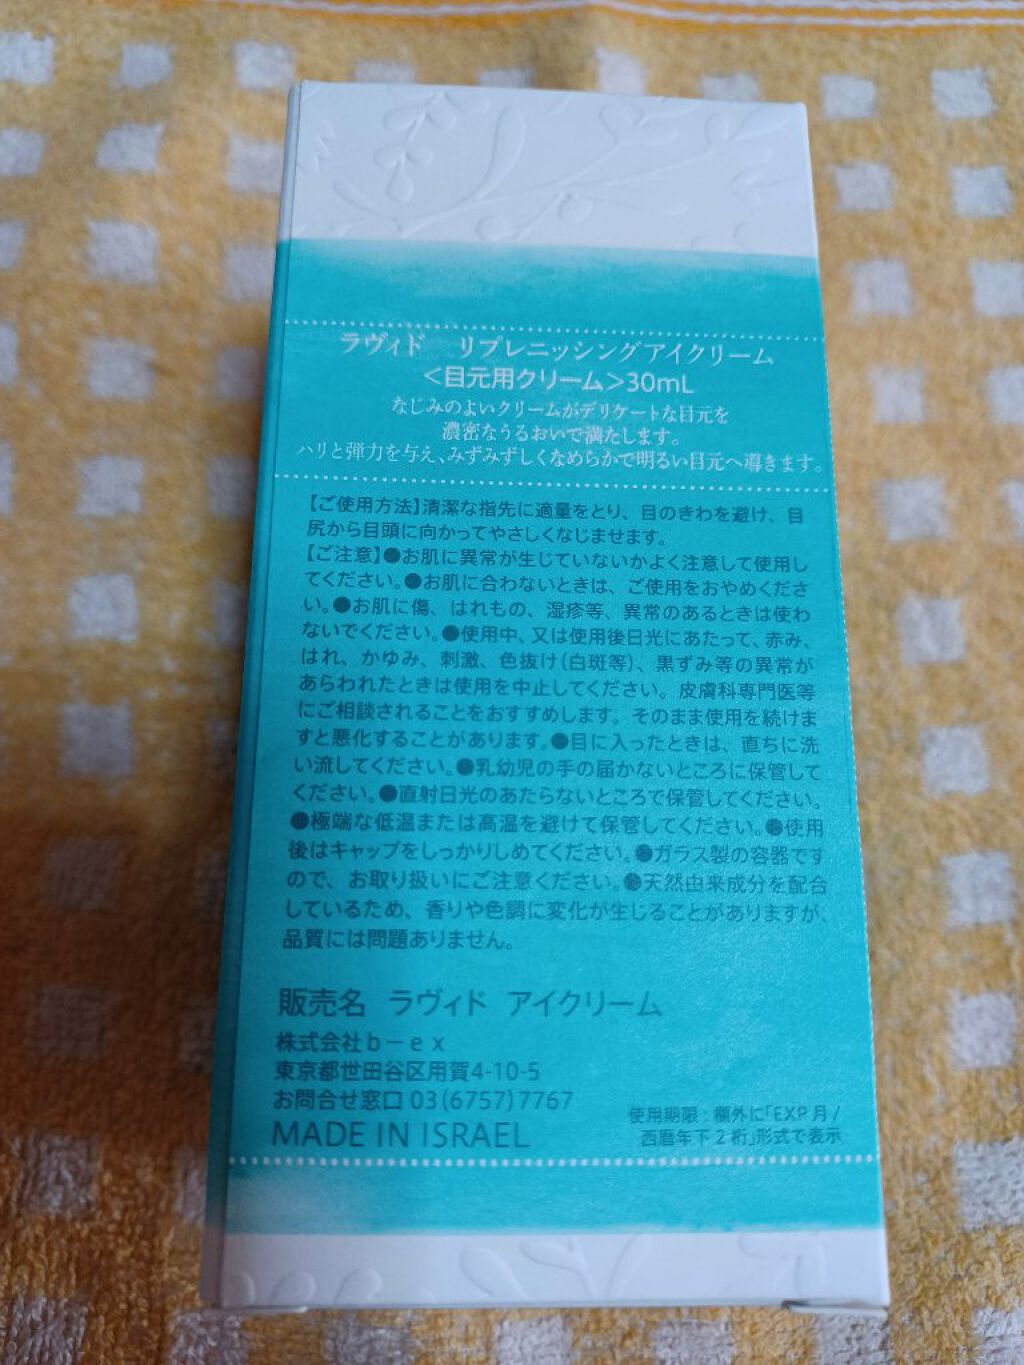 ラヴィド　リプレニッシングアイクリーム
＜目元用クリーム＞30mL
なじみのよいクリームがデリケートな目元を
濃密なうるおいで満たします。
ハリと弾力を与え、みずみずしくなめらかで明るい目元へ導きます。
【ご使用方法】清潔な指先に適量をとり、目のきわを避け、目
尻から目頭に向かってやさしくなじませます。
【ご注意】●お肌に異常が生じていないかよく注意して使用し
てください。●お肌に合わないときは、ご使用をおやめくださ
い。●お肌に傷、はれもの、湿疹等、異常のあるときは使わ
ないでください。●使用中、又は使用後日光にあたって、赤み、
はれ、かゆみ、刺激、色抜け(白斑等)、黒ずみ等の異常が
あらわれたときは使用を中止してください。皮膚科専門医等
にご相談されることをおすすめします。そのまま使用を続けま
すと悪化することがあります。●目に入ったときは、直ちに洗
い流してください。●乳幼児の手の届かないところに保管して
ください。●直射日光のあたらないところで保管してください。
●極端な低温または高温を避けて保管してください。●使用
後はキャップをしっかりしめてください。●ガラス製の容器です
ので、お取り扱いにご注意ください。●天然由来成分を配合
しているため、香りや色調に変化が生じることがありますが、
品質には問題ありません。
販売名　ラヴィド　アイクリーム
株式会社b－ex
東京都世田谷区用賀4-10-5
お問合せ窓口 03(6757)7767
MADE IN ISRAEL
使用期限：欄外に「EXP 月/
西暦年下2桁」形式で表示